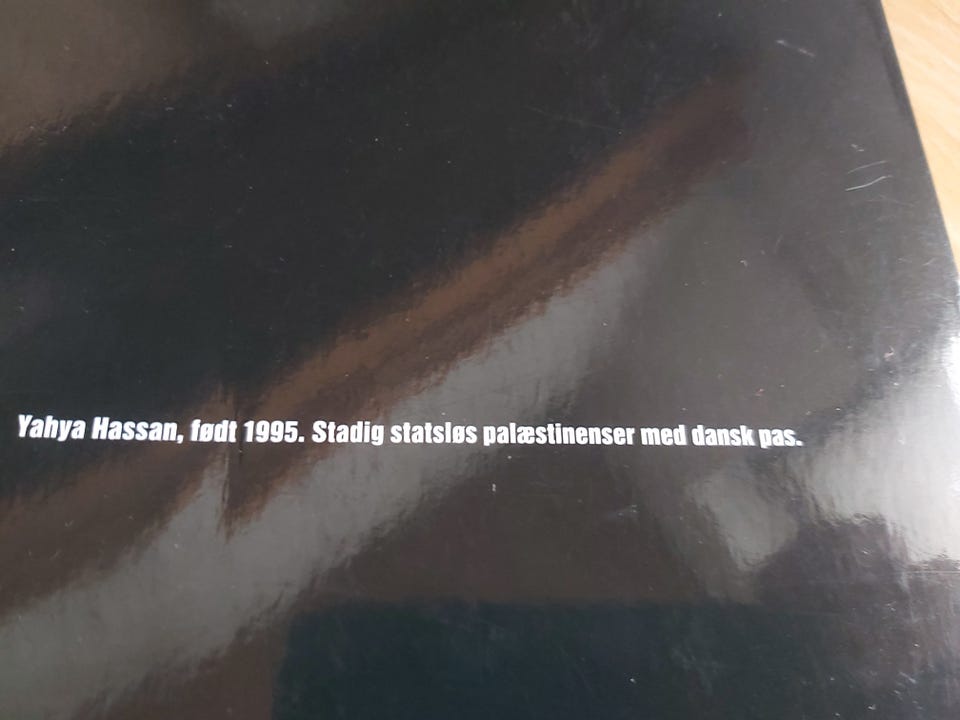 Yahya Hassan, født 1995. Stadig statsløs palæstinenser med dansk pas.